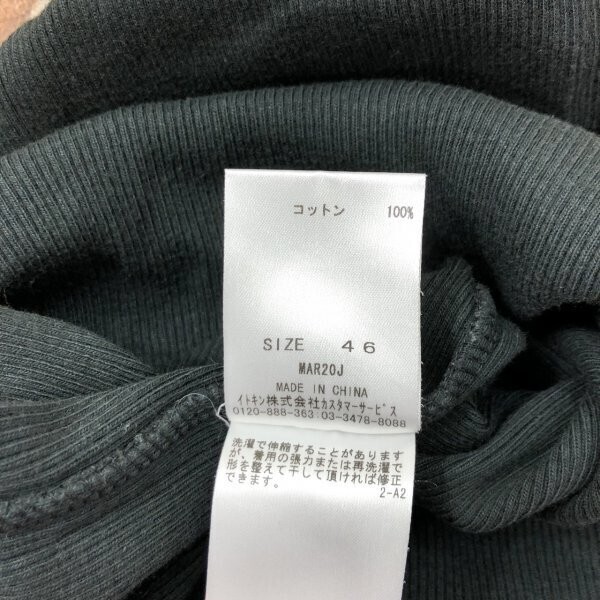 コットン 100%
SIZE 46
MAR20J
MADE IN CHINA
イトキン株式会社カスタマーサービス
0120-888-363 03-3478-8088
洗濯で伸縮することがあります
が、着用の張力または再洗濯で
形を整えて干して頂ければ修正
できます。
2-A2